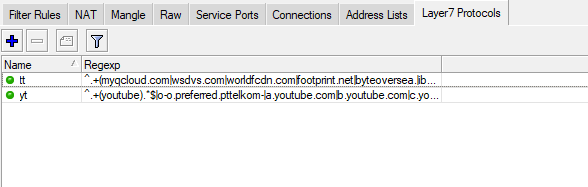 Filter Rules NAT Mangle Raw Service Ports Connections Address Lists Layer7 Protocols
Name Regexp
tt ^.+(myqcloud.com|wsdvs.com|worldfcdn.com|footprint.net|byteoversea.|ib...
yt ^.+(youtube).*$|o-o.preferred.pttelkom-|a.youtube.com|b.youtube.com|c.yo...